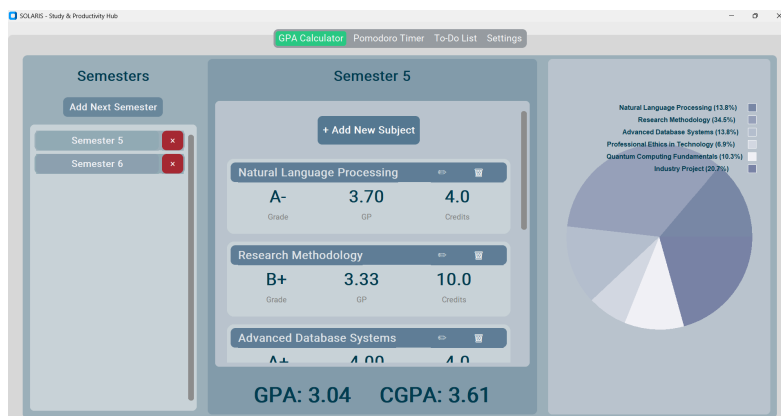 SOLARIS - Study & Productivity Hub
GPA Calculator Pomodoro Timer To-Do List Settings
Semesters
Add Next Semester
Semester 5 ×
Semester 6 ×
Semester 5
+ Add New Subject
Natural Language Processing
A- 3.70 4.0
Grade GP Credits
Research Methodology
B+ 3.33 10.0
Grade GP Credits
Advanced Database Systems
A+ 4.00 4.0
GPA: 3.04 CGPA: 3.61
Natural Language Processing (13.8%)
Research Methodology (34.5%)
Advanced Database Systems (13.8%)
Professional Ethics in Technology (6.9%)
Quantum Computing Fundamentals (10.3%)
Industry Project (20.7%)